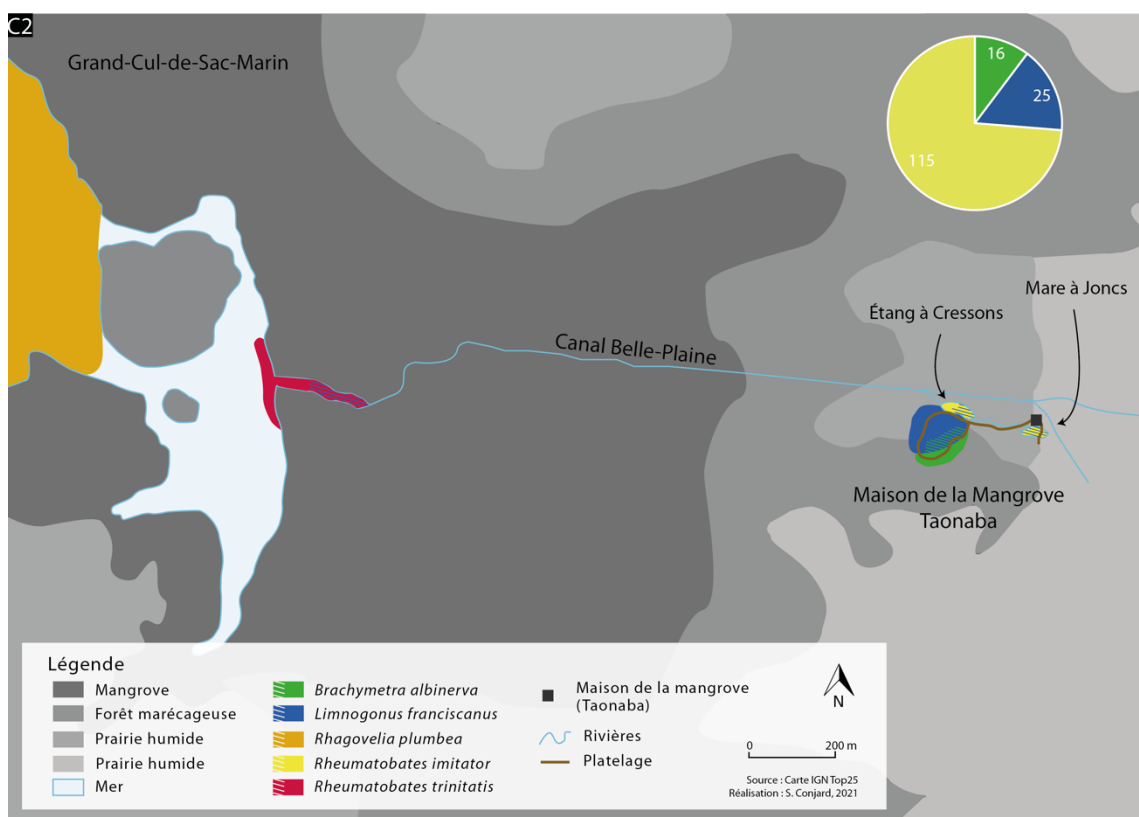 C2
Grand-Cul-de-Sac-Marin
16
25
115
Mare à Joncs
Étang à Cressons
Canal Belle-Plaine
Maison de la Mangrove
Taonaba
Légende
Mangrove
Forêt marécageuse
Prairie humide
Prairie humide
Mer
Brachymetra albinerva
Limnogonus franciscanus
Rhagovelia plumbea
Rheumatobates imitator
Rheumatobates trinitatis
Maison de la mangrove
(Taonaba)
Rivières
Platelage
N
0 200 m
Source : Carte IGN Top25
Réalisation : S. Conjard, 2021